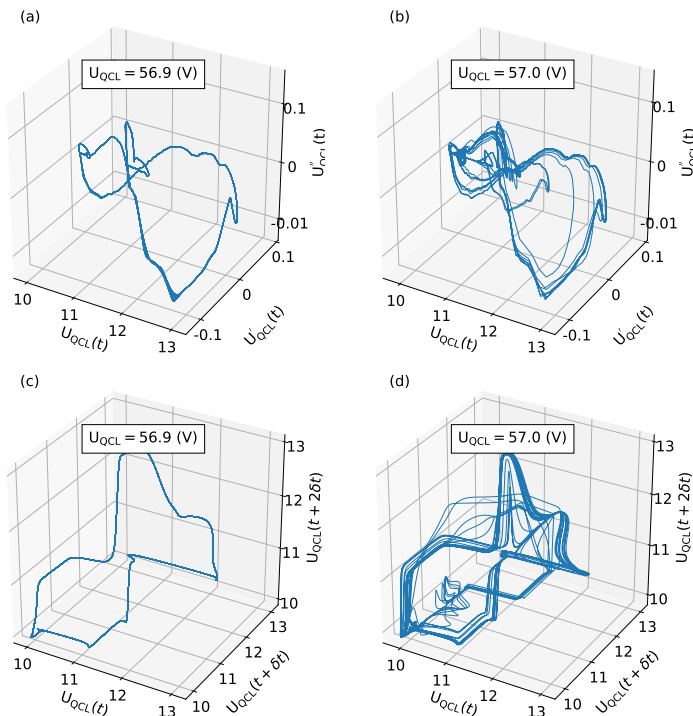 (a)
(b)
U_QCL = 56.9 (V)
U_QCL = 57.0 (V)
0.1
0
-0.01
U''_QCL(t)
0.1
0
-0.01
U''_QCL(t)
10
11
12
13
U_QCL(t)
-0.1
0
0.1
U'_QCL(t)
10
11
12
13
U_QCL(t)
-0.1
0
0.1
U'_QCL(t)
(c)
(d)
U_QCL = 56.9 (V)
U_QCL = 57.0 (V)
13
12
11
10
U_QCL(t + 2δt)
13
12
11
10
U_QCL(t + 2δt)
10
11
12
13
U_QCL(t)
10
11
12
13
U_QCL(t + δt)
10
11
12
13
U_QCL(t)
10
11
12
13
U_QCL(t + δt)